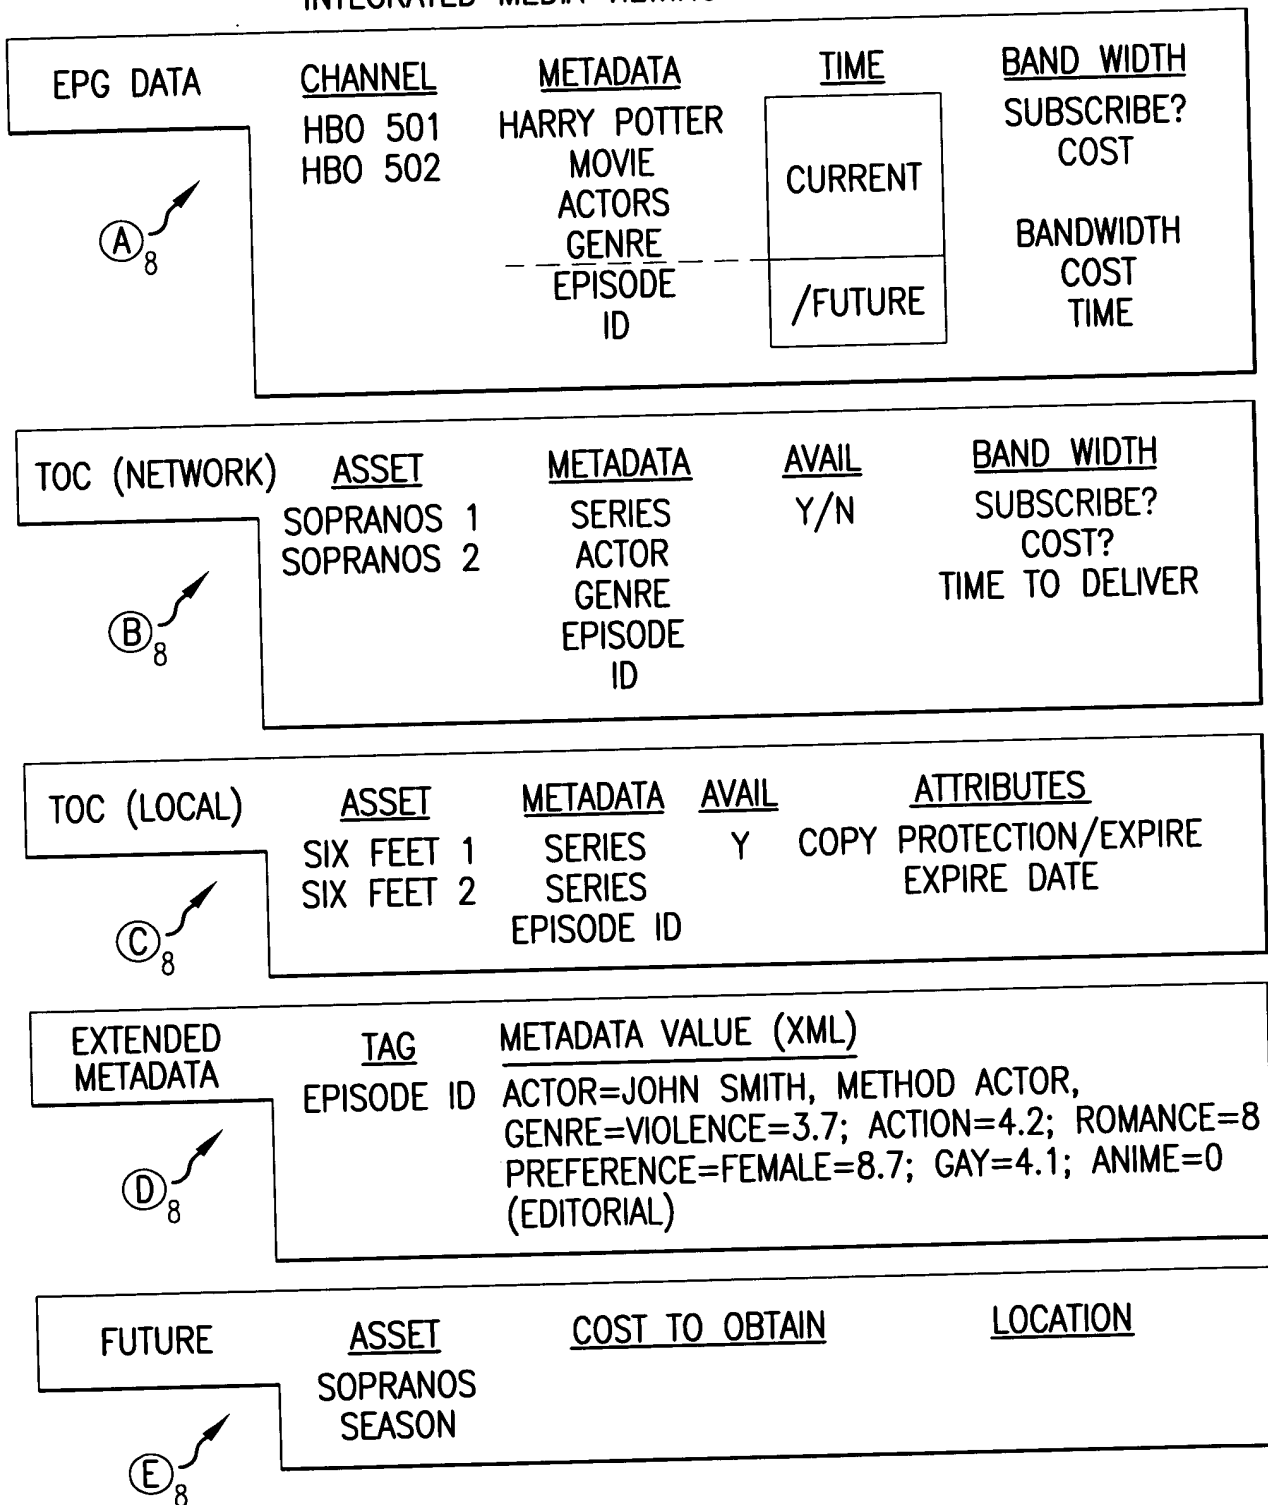 INTEGRATED MEDIA
EPG DATA CHANNEL METADATA TIME BAND WIDTH
HBO 501 HARRY POTTER SUBSCRIBE?
HBO 502 MOVIE CURRENT COST
ACTORS
GENRE BANDWIDTH
EPISODE /FUTURE COST
ID TIME
A8
TOC (NETWORK) ASSET METADATA AVAIL BAND WIDTH
SOPRANOS 1 SERIES Y/N SUBSCRIBE?
SOPRANOS 2 ACTOR COST?
GENRE TIME TO DELIVER
EPISODE
ID
B8
TOC (LOCAL) ASSET METADATA AVAIL ATTRIBUTES
SIX FEET 1 SERIES Y COPY PROTECTION/EXPIRE
SIX FEET 2 SERIES EXPIRE DATE
EPISODE ID
C8
EXTENDED METADATA TAG METADATA VALUE (XML)
EPISODE ID ACTOR=JOHN SMITH, METHOD ACTOR,
GENRE=VIOLENCE=3.7; ACTION=4.2; ROMANCE=8
PREFERENCE=FEMALE=8.7; GAY=4.1; ANIME=0
(EDITORIAL)
D8
FUTURE ASSET COST TO OBTAIN LOCATION
SOPRANOS
SEASON
E8